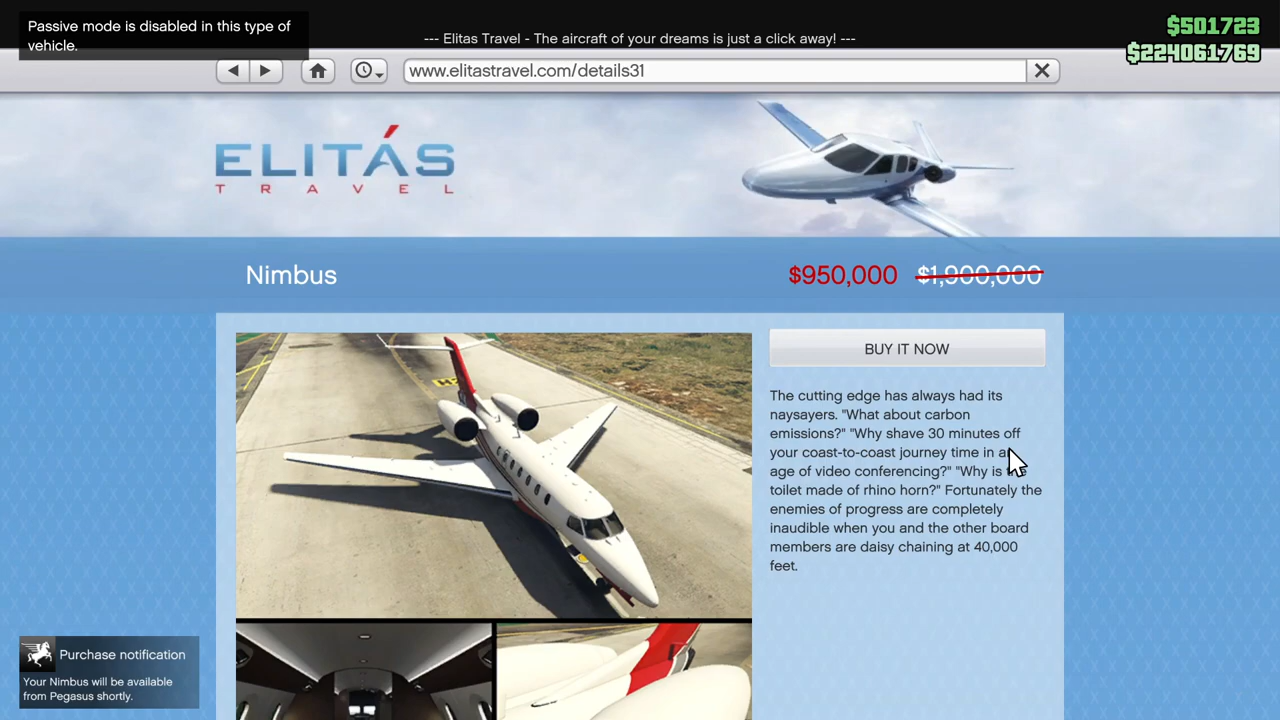 Passive mode is disabled in this type of
vehicle.
--- Elitas Travel - The aircraft of your dreams is just a click away! ---
$501723
$224061769
www.elitastravel.com/details31
ELITÁS
TRAVEL
Nimbus
$950,000 $1,900,000
BUY IT NOW
The cutting edge has always had its
naysayers. "What about carbon
emissions?" "Why shave 30 minutes off
your coast-to-coast journey time in an
age of video conferencing?" "Why is the
toilet made of rhino horn?" Fortunately the
enemies of progress are completely
inaudible when you and the other board
members are daisy chaining at 40,000
feet.
Purchase notification
Your Nimbus will be available
from Pegasus shortly.